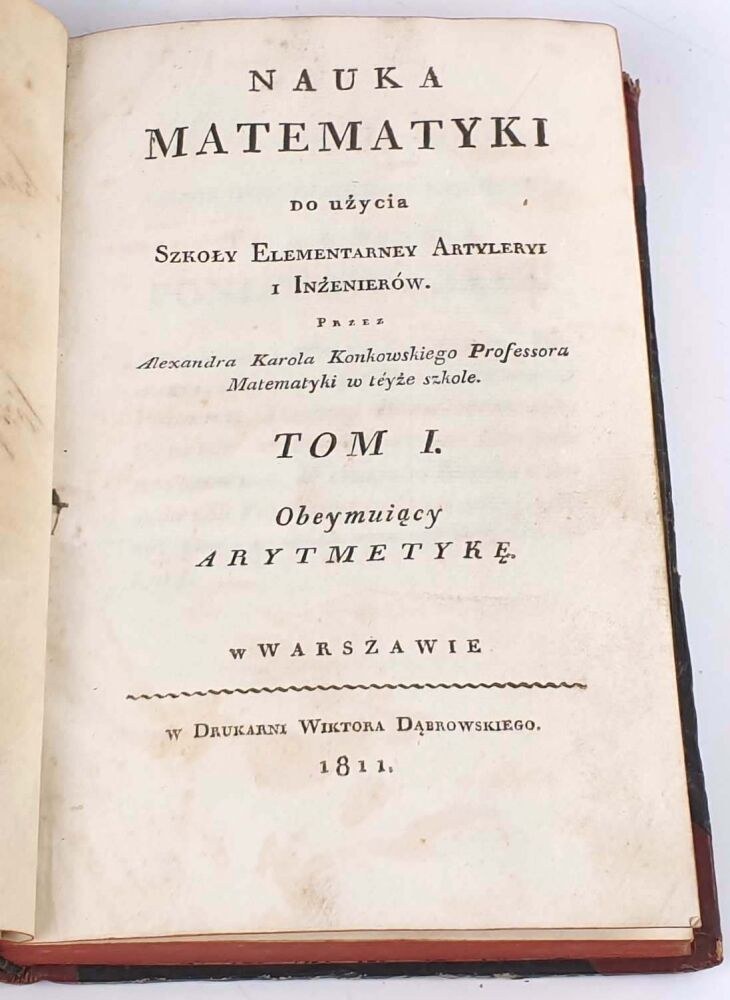 NAUKA
MATEMATYKI
DO użycia
SZKOŁY ELEMENTARNEY ARTYLERYI
I INŻENIERÓW.
PRZEZ
Alexandra Karola Konkowskiego Professora
Matematyki w téyże szkole.
TOM I.
Obeymuiący
ARYTMETYKĘ.
w WARSZAWIE
W DRUKARNI WIKTORA DĄBROWSKIEGO.
1811.